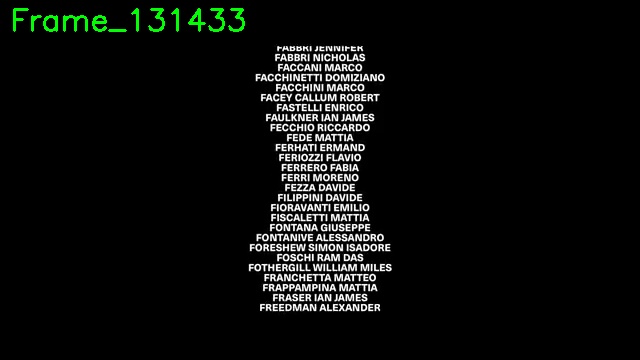 Frame_131433
FABBRI JENNIFER
FABBRI NICHOLAS
FACCANI MARCO
FACCHINETTI DOMIZIANO
FACCHINI MARCO
FACEY CALLUM ROBERT
FASTELLI ENRICO
FAULKNER IAN JAMES
FECCHIO RICCARDO
FEDE MATTIA
FERHATI ERMAND
FERIOZZI FLAVIO
FERRERO FABIA
FERRI MORENO
FEZZA DAVIDE
FILIPPINI DAVIDE
FIORAVANTI EMILIO
FISCALETTI MATTIA
FONTANA GIUSEPPE
FONTANIVE ALESSANDRO
FORESHEW SIMON ISADORE
FOSCHI RAM DAS
FOTHERGILL WILLIAM MILES
FRANCHETTA MATTEO
FRAPPAMPINA MATTIA
FRASER IAN JAMES
FREEDMAN ALEXANDER